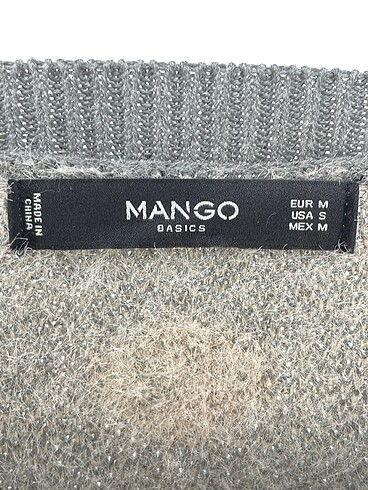 MADE IN
CHINA
MANGO
BASICS
EUR M
USA S
MEX M